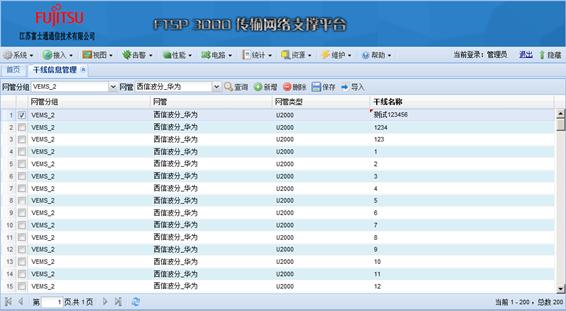 FUJITSU
江苏富士通通信技术有限公司
FTSP 3000 传输网络支撑平台
系统 接入 视图 告警 性能 电路 统计 资源 维护 帮助 当前登录: 管理员 退出 隐藏
首页 干线信息管理
网管分组 VEMS_2 网管 西信波分_华为 查询 新增 删除 保存 导入
网管分组 网管 网管类型 干线名称
1 VEMS_2 西信波分_华为 U2000 测试123456
2 VEMS_2 西信波分_华为 U2000 1234
3 VEMS_2 西信波分_华为 U2000 123
4 VEMS_2 西信波分_华为 U2000 1
5 VEMS_2 西信波分_华为 U2000 2
6 VEMS_2 西信波分_华为 U2000 3
7 VEMS_2 西信波分_华为 U2000 4
8 VEMS_2 西信波分_华为 U2000 5
9 VEMS_2 西信波分_华为 U2000 6
10 VEMS_2 西信波分_华为 U2000 7
11 VEMS_2 西信波分_华为 U2000 8
12 VEMS_2 西信波分_华为 U2000 9
13 VEMS_2 西信波分_华为 U2000 10
14 VEMS_2 西信波分_华为 U2000 11
15 VEMS_2 西信波分_华为 U2000 12
第 1 页,共 1 页 当前 1 - 200 , 总数 200